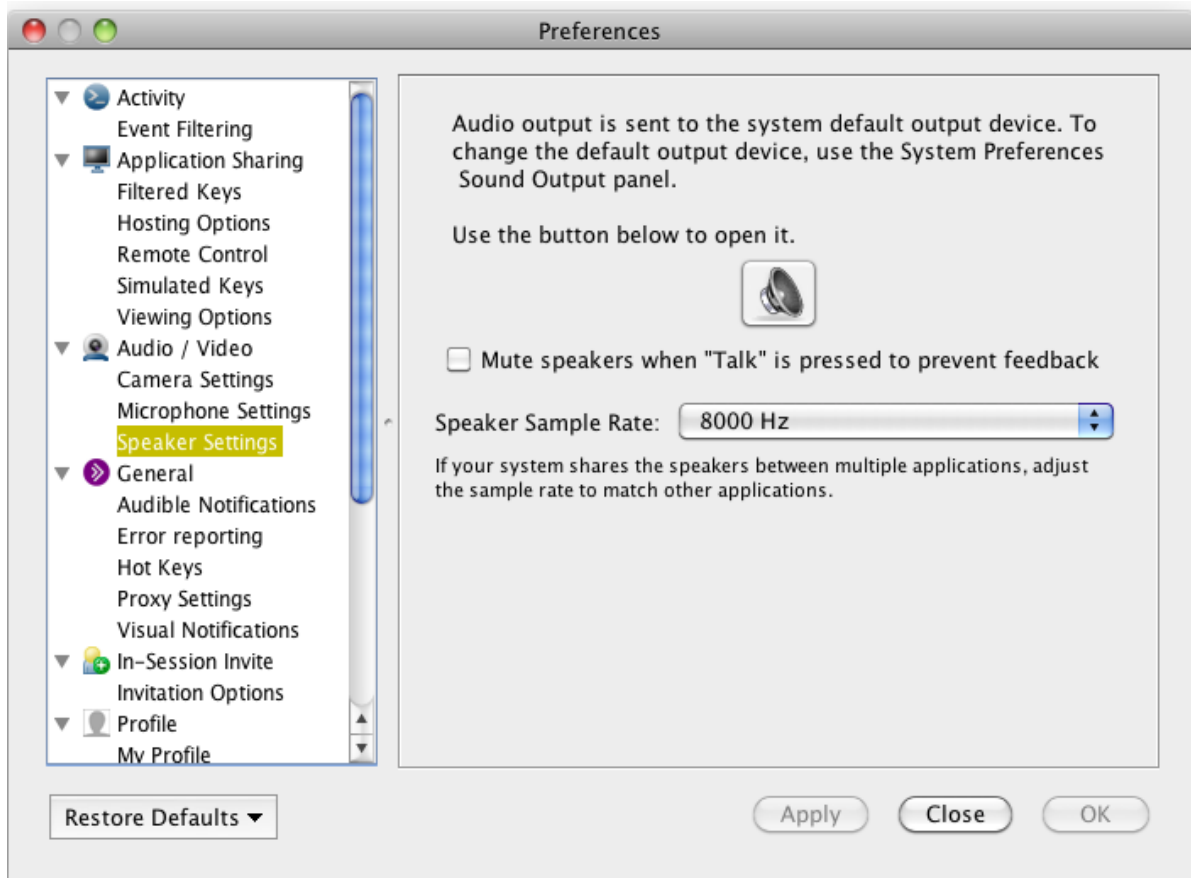 Preferences
Activity
Event Filtering
Application Sharing
Filtered Keys
Hosting Options
Remote Control
Simulated Keys
Viewing Options
Audio / Video
Camera Settings
Microphone Settings
Speaker Settings
General
Audible Notifications
Error reporting
Hot Keys
Proxy Settings
Visual Notifications
In-Session Invite
Invitation Options
Profile
My Profile
Audio output is sent to the system default output device. To
change the default output device, use the System Preferences
Sound Output panel.
Use the button below to open it.
Mute speakers when "Talk" is pressed to prevent feedback
Speaker Sample Rate: 8000 Hz
If your system shares the speakers between multiple applications, adjust
the sample rate to match other applications.
Restore Defaults
Apply
Close
OK